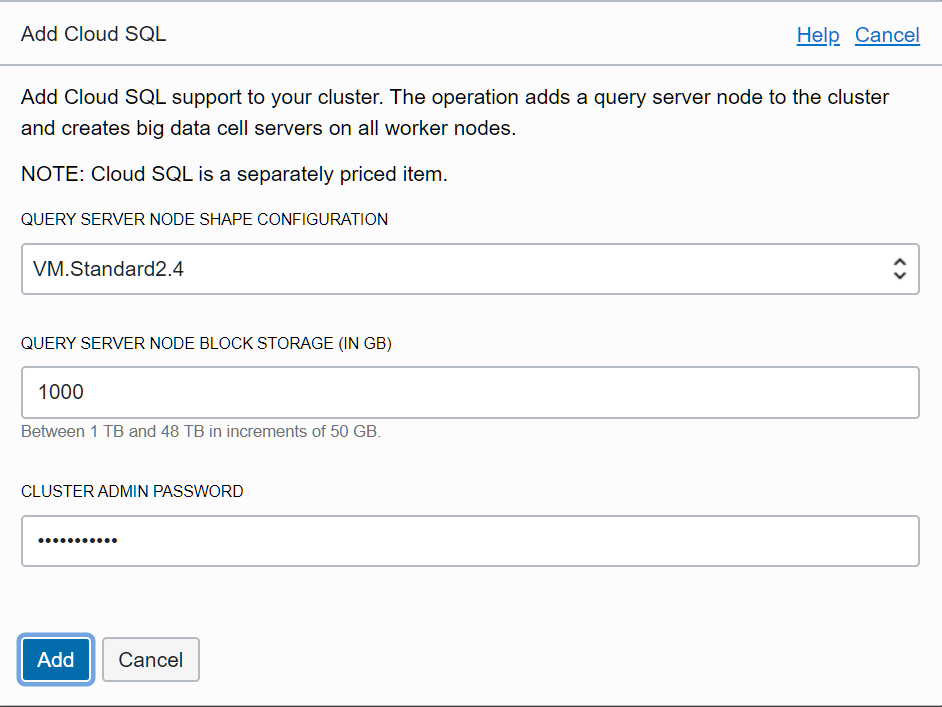 Add Cloud SQL
Help Cancel
Add Cloud SQL support to your cluster. The operation adds a query server node to the cluster
and creates big data cell servers on all worker nodes.
NOTE: Cloud SQL is a separately priced item.
QUERY SERVER NODE SHAPE CONFIGURATION
VM.Standard2.4
QUERY SERVER NODE BLOCK STORAGE (IN GB)
1000
Between 1 TB and 48 TB in increments of 50 GB.
CLUSTER ADMIN PASSWORD
•••••••••••
Add Cancel